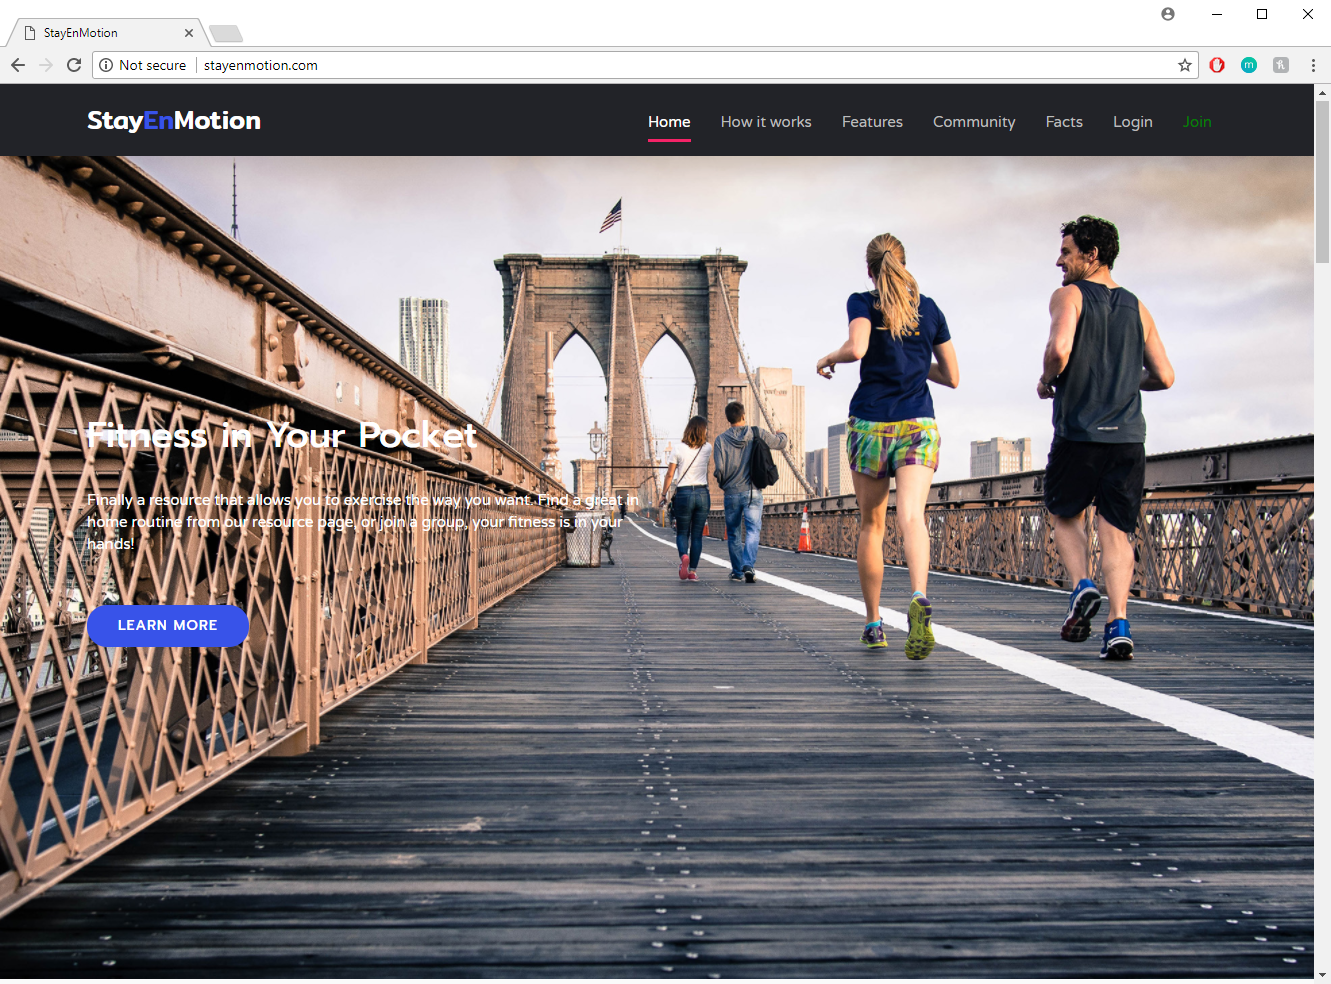 StayEnMotion
Not secure
stayenmotion.com
StayEnMotion
Home
How it works
Features
Community
Facts
Login
Join
Fitness in Your Pocket
Finally a resource that allows you to exercise the way you want. Find a great in
home routine from our resource page, or join a group, your fitness is in your
hands!
LEARN MORE